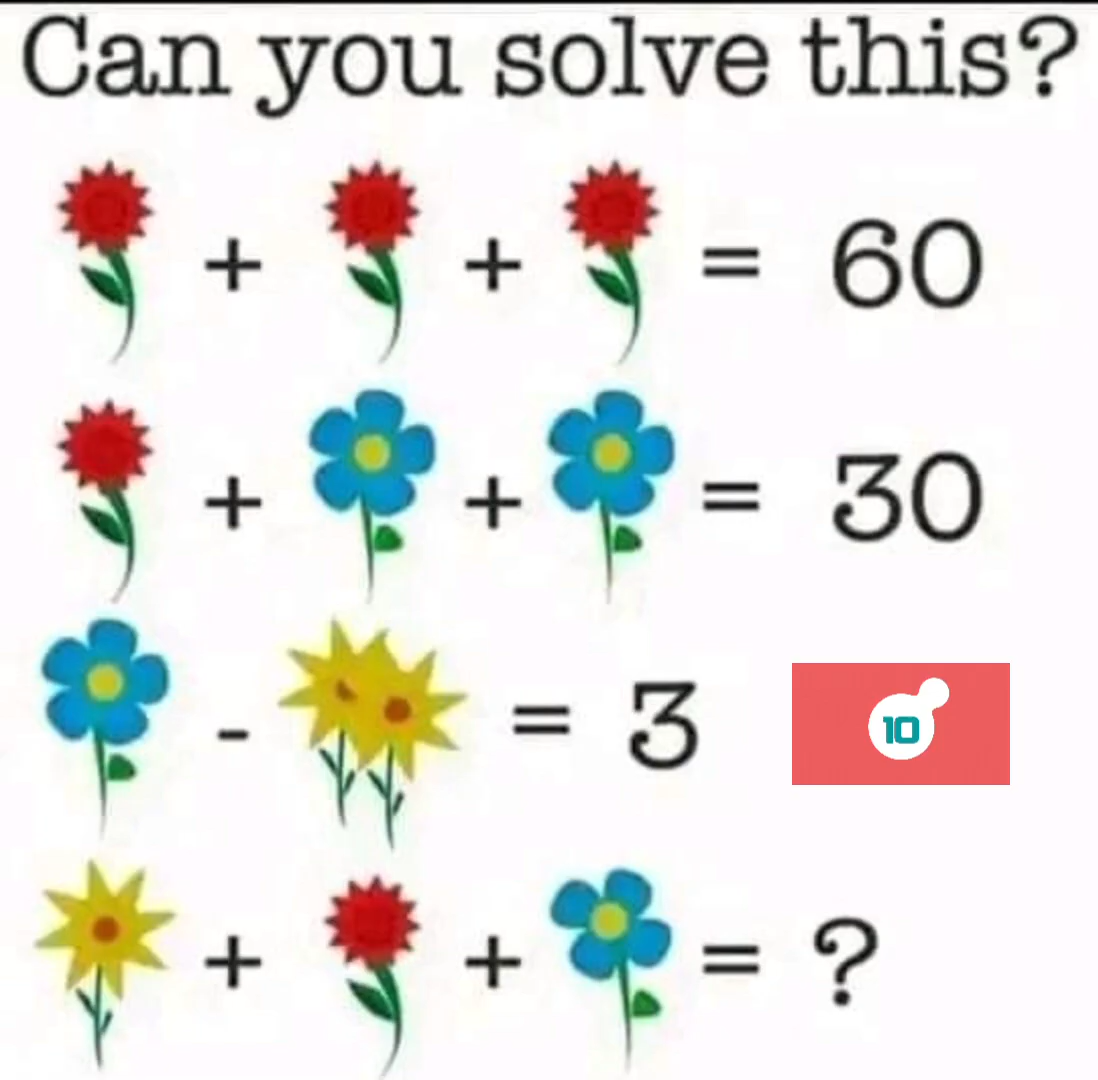 Can you solve this?
+ + = 60
+ + = 30
- = 3
10
+ + = ?